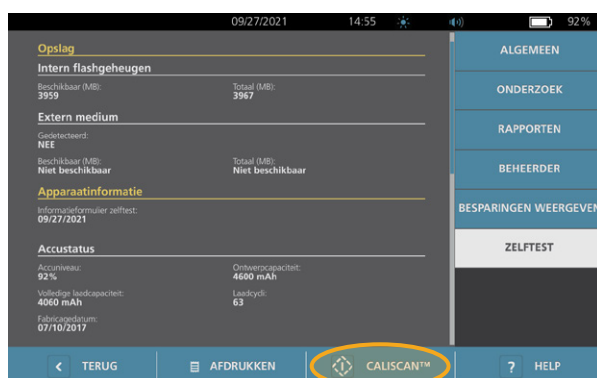 09/27/2021 14:55 92%
Opslag
Intern flashgeheugen
Beschikbaar (MB): Totaal (MB):
3959 3967
Extern medium
Gedetecteerd:
NEE
Beschikbaar (MB): Totaal (MB):
Niet beschikbaar Niet beschikbaar
Apparaatinformatie
Informatieformulier zelftest:
09/27/2021
Accustatus
Accuniveau: Ontwerpcapaciteit:
92% 4600 mAh
Volledige laadcapaciteit: Laadcycli:
4060 mAh 63
Fabricagedatum:
07/10/2017
ALGEMEEN
ONDERZOEK
RAPPORTEN
BEHEERDER
BESPARINGEN WEERGEVEN
ZELFTEST
TERUG AFDRUKKEN CALISCAN™ ? HELP